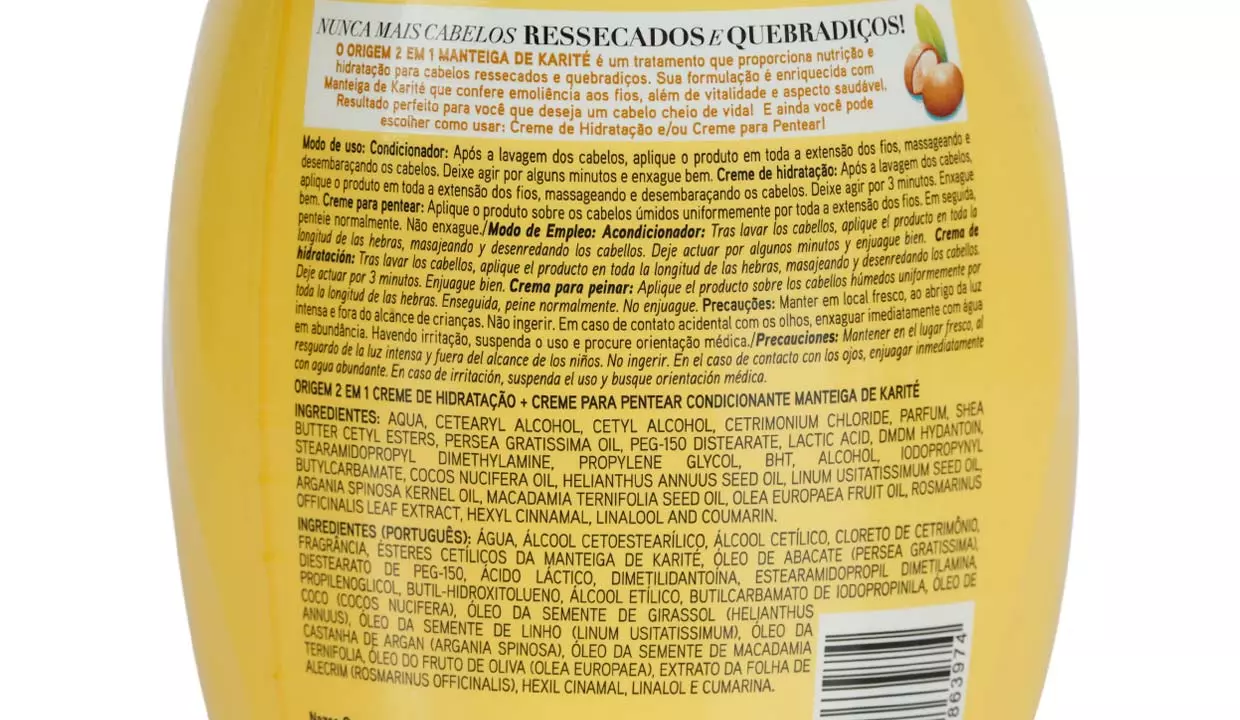 NUNCA MAIS CABELOS RESSECADOS E QUEBRADIÇOS!
O ORIGEM 2 EM 1 MANTEIGA DE KARITÉ é um tratamento que proporciona nutrição e
hidratação para cabelos ressecados e quebradiços. Sua formulação é enriquecida com
Manteiga de Karité que confere emoliência aos fios, além de vitalidade e aspecto saudável.
Resultado perfeito para você que deseja um cabelo cheio de vida! E ainda você pode
escolher como usar: Creme de Hidratação e/ou Creme para Pentear!
Modo de uso: Condicionador: Após a lavagem dos cabelos, aplique o produto em toda a extensão dos fios, massageando e
desembaraçando os cabelos. Deixe agir por alguns minutos e enxague bem. Creme de hidratação: Após a lavagem dos cabelos,
aplique o produto em toda a extensão dos fios, massageando e desembaraçando os cabelos. Deixe agir por 3 minutos. Enxague
bem. Creme para pentear: Aplique o produto sobre os cabelos úmidos uniformemente por toda a extensão dos fios. Em seguida,
penteie normalmente. Não enxague./Modo de Empleo: Acondicionador: Tras lavar los cabellos, aplique el producto en toda la
longitud de las hebras, masajeando y desenredando los cabellos. Deje actuar por algunos minutos y enjuague bien. Crema de
hidratación: Tras lavar los cabellos, aplique el producto en toda la longitud de las hebras, masajeando y desenredando los cabellos.
Deje actuar por 3 minutos. Enjuague bien. Crema para peinar: Aplique el producto sobre los cabellos húmedos uniformemente por
toda la longitud de las hebras. Enseguida, peine normalmente. No enjuague. Precauções: Manter em local fresco, ao abrigo da luz
intensa e fora do alcance de crianças. Não ingerir. Em caso de contato acidental com os olhos, enxaguar imediatamente com água
em abundância. Havendo irritação, suspenda o uso e procure orientação médica./Precauciones: Mantener en el lugar fresco, al
resguardo de la luz intensa y fuera del alcance de los niños. No ingerir. En el caso de contacto con los ojos, enjuagar inmediatamente
con agua abundante. En caso de irritación, suspenda el uso y busque orientación médica.
ORIGEM 2 EM 1 CREME DE HIDRATAÇÃO + CREME PARA PENTEAR CONDICIONANTE MANTEIGA DE KARITÉ
INGREDIENTES: AQUA, CETEARYL ALCOHOL, CETYL ALCOHOL, CETRIMONIUM CHLORIDE, PARFUM, SHEA
BUTTER CETYL ESTERS, PERSEA GRATISSIMA OIL, PEG-150 DISTEARATE, LACTIC ACID, DMDM HYDANTOIN,
STEARAMIDOPROPYL DIMETHYLAMINE, PROPYLENE GLYCOL, BHT, ALCOHOL, IODOPROPYNYL
BUTYLCARBAMATE, COCOS NUCIFERA OIL, HELIANTHUS ANNUUS SEED OIL, LINUM USITATISSIMUM SEED OIL,
ARGANIA SPINOSA KERNEL OIL, MACADAMIA TERNIFOLIA SEED OIL, OLEA EUROPAEA FRUIT OIL, ROSMARINUS
OFFICINALIS LEAF EXTRACT, HEXYL CINNAMAL, LINALOOL AND COUMARIN.
INGREDIENTES (PORTUGUÊS): ÁGUA, ÁLCOOL CETOESTEARÍLICO, ÁLCOOL CETÍLICO, CLORETO DE CETRIMÔNIO,
FRAGRÂNCIA, ÉSTERES CETÍLICOS DA MANTEIGA DE KARITÉ, ÓLEO DE ABACATE (PERSEA GRATISSIMA),
DIESTEARATO DE PEG-150, ÁCIDO LÁCTICO, DIMETILIDANTOÍNA, ESTEARAMIDOPROPIL DIMETILAMINA,
PROPILENOGLICOL, BUTIL-HIDROXITOLUENO, ÁLCOOL ETÍLICO, BUTILCARBAMATO DE IODOPROPINILA, ÓLEO DE
COCO (COCOS NUCIFERA), ÓLEO DA SEMENTE DE GIRASSOL (HELIANTHUS
ANNUUS), ÓLEO DA SEMENTE DE LINHO (LINUM USITATISSIMUM), ÓLEO DA
CASTANHA DE ARGAN (ARGANIA SPINOSA), ÓLEO DA SEMENTE DE MACADAMIA
TERNIFOLIA, ÓLEO DO FRUTO DE OLIVA (OLEA EUROPAEA), EXTRATO DA FOLHA DE
ALECRIM (ROSMARINUS OFFICINALIS), HEXIL CINAMAL, LINALOL E CUMARINA.
863974